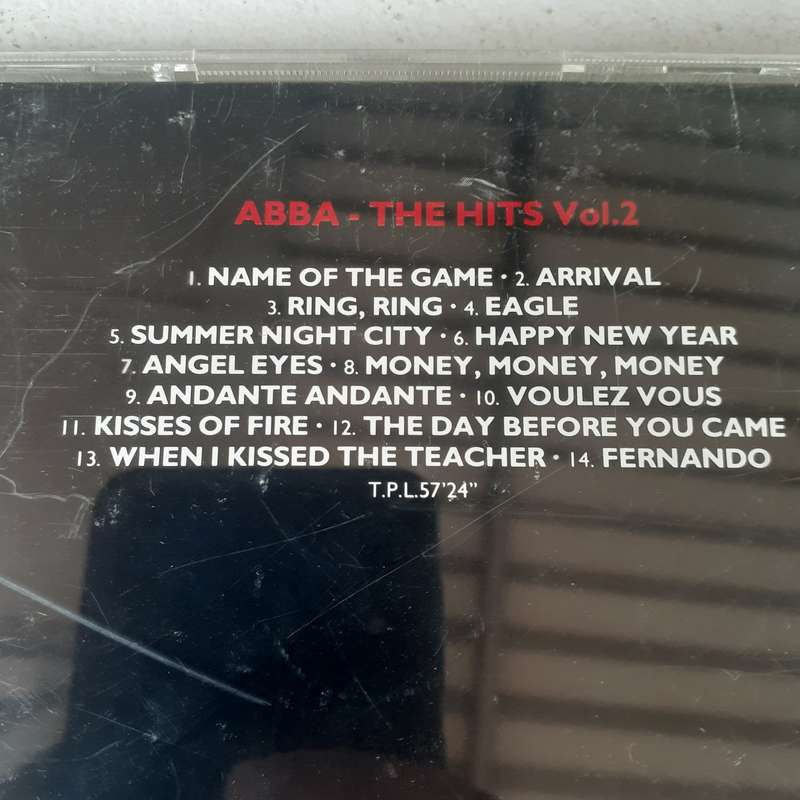 ABBA - THE HITS Vol.2
1. NAME OF THE GAME · 2. ARRIVAL
3. RING, RING · 4. EAGLE
5. SUMMER NIGHT CITY · 6. HAPPY NEW YEAR
7. ANGEL EYES · 8. MONEY, MONEY, MONEY
9. ANDANTE ANDANTE · 10. VOULEZ VOUS
11. KISSES OF FIRE · 12. THE DAY BEFORE YOU CAME
13. WHEN I KISSED THE TEACHER · 14. FERNANDO
T.P.L.57'24"